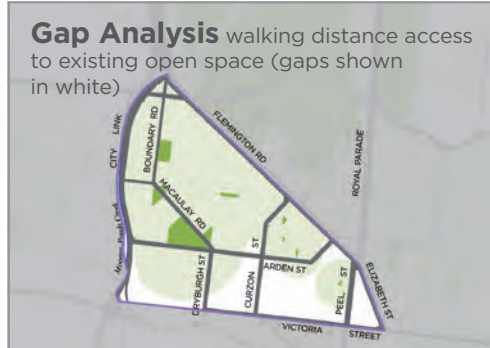 Gap Analysis walking distance access
to existing open space (gaps shown
in white)
CITY LINK
BOUNDARY RD
FLEMINGTON RD
ROYAL PARADE
MACAULAY RD
DRYBURGH ST
CURZON ST
ARDEN ST
PEEL ST
ELIZABETH ST
VICTORIA STREET